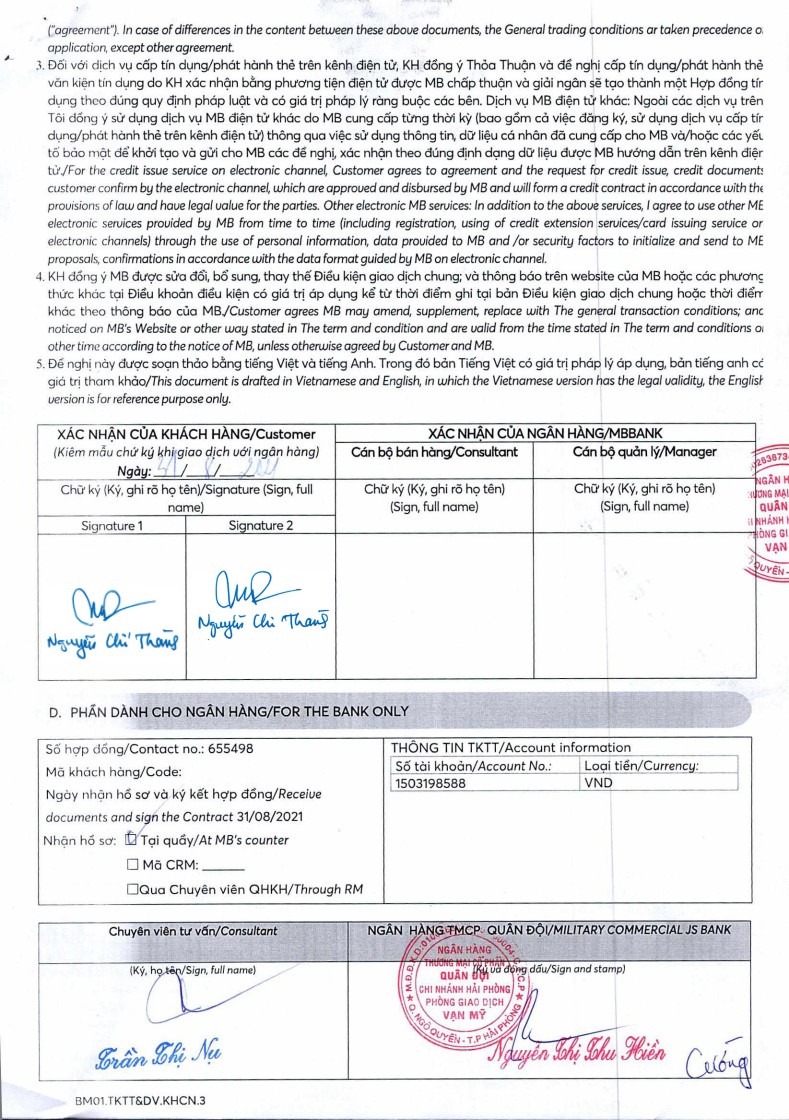 ("agreement"). In case of differences in the content between these above documents, the General trading conditions ar taken precedence o
application, except other agreement.
3. Đối với dịch vụ cấp tín dụng/phát hành thẻ trên kênh điện tử, KH đồng ý Thỏa Thuận và đề nghị cấp tín dụng/phát hành thẻ
văn kiện tín dụng do KH xác nhận bằng phương tiện điện tử được MB chấp thuận và giải ngân sẽ tạo thành một Hợp đồng tín
dụng theo đúng quy định pháp luật và có giá trị pháp lý ràng buộc các bên. Dịch vụ MB điện tử khác: Ngoài các dịch vụ trên
Tôi đồng ý sử dụng dịch vụ MB điện tử khác do MB cung cấp từng thời kỳ (bao gồm cả việc đăng ký, sử dụng dịch vụ cấp tín
dụng/phát hành thẻ trên kênh điện tử) thông qua việc sử dụng thông tin, dữ liệu cá nhân đã cung cấp cho MB và/hoặc các yếu
tố bảo mật để khởi tạo và gửi cho MB các đề nghị, xác nhận theo đúng định dạng dữ liệu được MB hướng dẫn trên kênh điện
tử./For the credit issue service on electronic channel, Customer agrees to agreement and the request for credit issue, credit documents
customer confirm by the electronic channel, which are approved and disbursed by MB and will form a credit contract in accordance with the
provisions of law and have legal value for the parties. Other electronic MB services: In addition to the above services, I agree to use other MB
electronic services provided by MB from time to time (including registration, using of credit extension services/card issuing service on
electronic channels) through the use of personal information, data provided to MB and /or security factors to initialize and send to MB
proposals, confirmations in accordance with the data format guided by MB on electronic channel.
4. KH đồng ý MB được sửa đổi, bổ sung, thay thế Điều kiện giao dịch chung; và thông báo trên website của MB hoặc các phương
thức khác tại Điều khoản điều kiện có giá trị áp dụng kể từ thời điểm ghi tại bản Điều kiện giao dịch chung hoặc thời điểm
khác theo thông báo của MB./Customer agrees MB may amend, supplement, replace with The general transaction conditions; and
noticed on MB's Website or other way stated in The term and condition and are valid from the time stated in The term and conditions o
other time according to the notice of MB, unless otherwise agreed by Customer and MB.
5. Đề nghị này được soạn thảo bằng tiếng Việt và tiếng Anh. Trong đó bản Tiếng Việt có giá trị pháp lý áp dụng, bản tiếng anh có
giá trị tham khảo/This document is drafted in Vietnamese and English, in which the Vietnamese version has the legal validity, the English
version is for reference purpose only.
XÁC NHẬN CỦA KHÁCH HÀNG/Customer
(Kiêm mẫu chữ ký khi giao dịch với ngân hàng)
Ngày: 31/8/2021
XÁC NHẬN CỦA NGÂN HÀNG/MBBANK
Cán bộ bán hàng/Consultant
Cán bộ quản lý/Manager
Chữ ký (Ký, ghi rõ họ tên)/Signature (Sign, full
name)
Chữ ký (Ký, ghi rõ họ tên)
(Sign, full name)
Chữ ký (Ký, ghi rõ họ tên)
(Sign, full name)
Signature 1
Signature 2
Nguyễn Chí Thang
Nguyễn Chi Thang
NGÂN H
QUÂN
VẠN
D. PHẦN DÀNH CHO NGÂN HÀNG/FOR THE BANK ONLY
Số hợp đồng/Contact no.: 655498
Mã khách hàng/Code:
Ngày nhận hồ sơ và ký kết hợp đồng/Receive
documents and sign the Contract 31/08/2021
Nhận hồ sơ: Tại quầy/At MB's counter
☐ Mã CRM: ______
☐Qua Chuyên viên QHKH/Through RM
THÔNG TIN TKTT/Account information
Số tài khoản/Account No.: Loại tiền/Currency:
1503198588 VND
Chuyên viên tư vấn/Consultant
(Ký, họ tên/Sign, full name)
Trần Thị Nụ
NGÂN HÀNG TMCP QUÂN ĐỘI/MILITARY COMMERCIAL JS BANK
(Ký và đóng dấu/Sign and stamp)
NGÂN HÀNG
THƯƠNG MẠI CỔ PHẦN
QUÂN ĐỘI
CHI NHÁNH HẢI PHÒNG
PHÒNG GIAO DỊCH
VẠN MỸ
Q. NGÔ QUYỀN - T.P HẢI PHÒNG
Nguyễn Thị Thu Hiền
BM01.TKTT&DV.KHCN.3